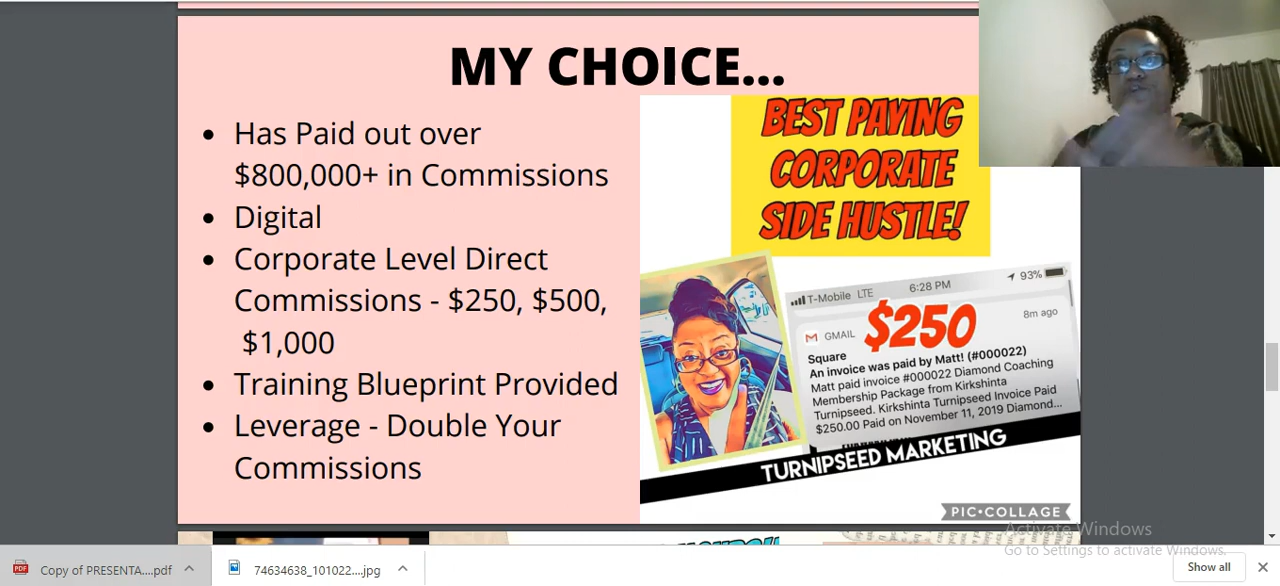 MY CHOICE...
Has Paid out over
$800,000+ in Commissions
Digital
Corporate Level Direct
Commissions - $250, $500,
$1,000
Training Blueprint Provided
Leverage - Double Your
Commissions
BEST PAYING
CORPORATE
SIDE HUSTLE!
T-Mobile LTE 6:28 PM 93%
GMAIL $250 8m ago
Square
An invoice was paid by Matt! (#000022)
Matt paid invoice #000022 Diamond Coaching
Membership Package from Kirkshinta
Turnipseed. Kirkshinta Turnipseed Invoice Paid
$250.00 Paid on November 11, 2019 Diamond...
TURNIPSEED MARKETING
PIC•COLLAGE
Activate Windows
Go to Settings to activate Windows.
PDF Copy of PRESENTA....pdf
74634638_101022....jpg
Show all